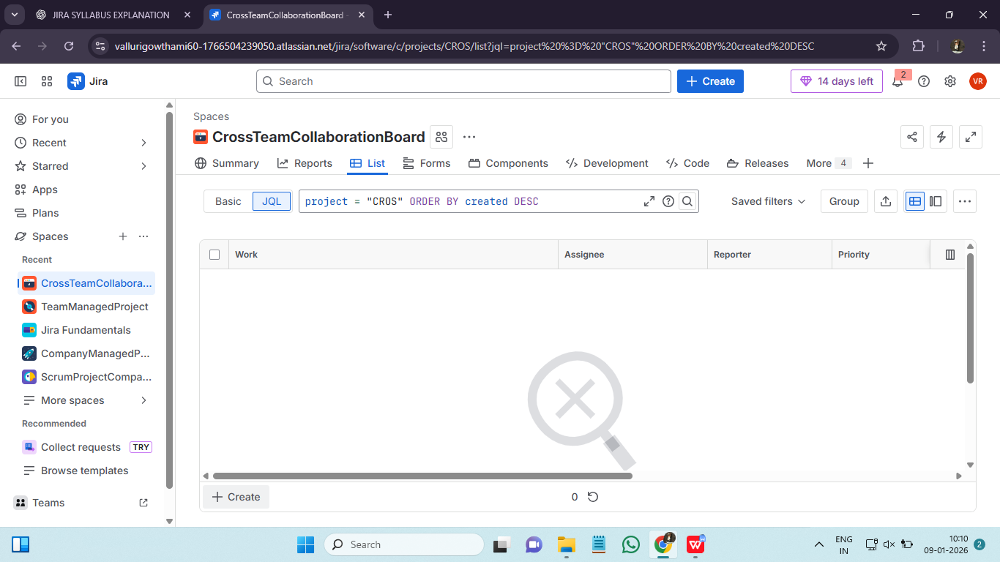 JIRA SYLLABUS EXPLANATION
CrossTeamCollaborationBoard -
vallurigowthami60-1766504239050.atlassian.net/jira/software/c/projects/CROS/list?jql=project%20%3D%20"CROS"%20ORDER%20BY%20created%20DESC
Jira
Search
Create
14 days left
2
VR
For you
Recent
Starred
Apps
Plans
Spaces
Recent
CrossTeamCollabora...
TeamManagedProject
Jira Fundamentals
CompanyManagedP...
ScrumProjectCompa...
More spaces
Recommended
Collect requests TRY
Browse templates
Teams
Spaces
CrossTeamCollaborationBoard
Summary Reports List Forms Components Development Code Releases More 4
Basic JQL project = "CROS" ORDER BY created DESC Saved filters Group
Work Assignee Reporter Priority
Create 0
Search
ENG
IN
10:10
09-01-2026
2